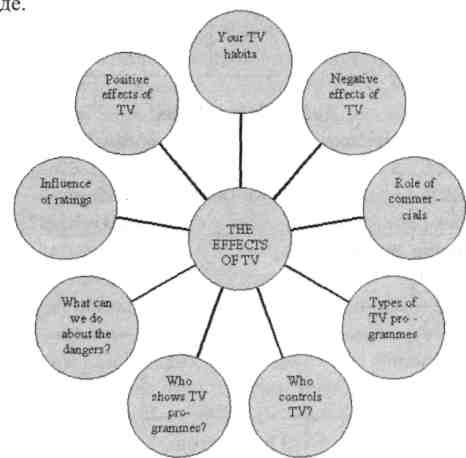 де.
Your TV
habits
Positive
effects of
TV
Negative
effects of
TV
Influence
of ratings
Role of
commer -
cials
THE
EFFECTS
OF TV
What can
we do
about the
dangers?
Types of
TV pro -
grammes
Who
shows TV
pro-
grammes?
Who
controls
TV?